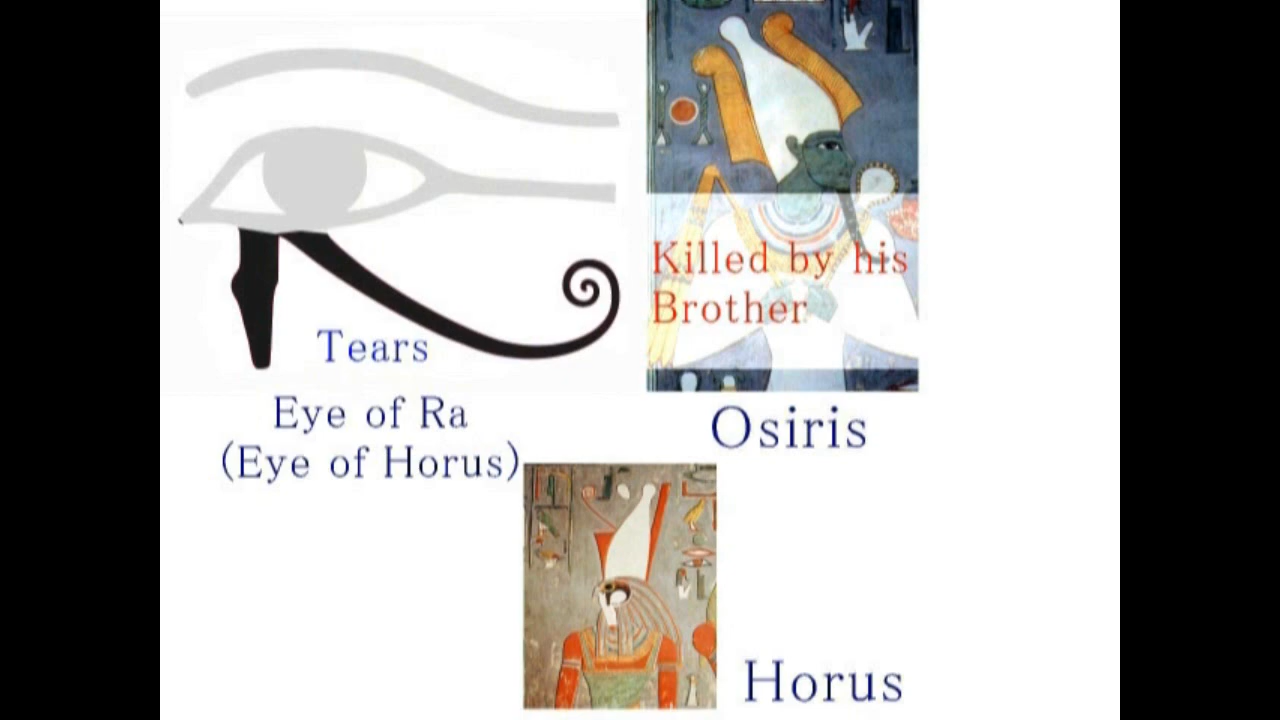 Tears
Eye of Ra
(Eye of Horus)
Killed by his
Brother
Osiris
Horus